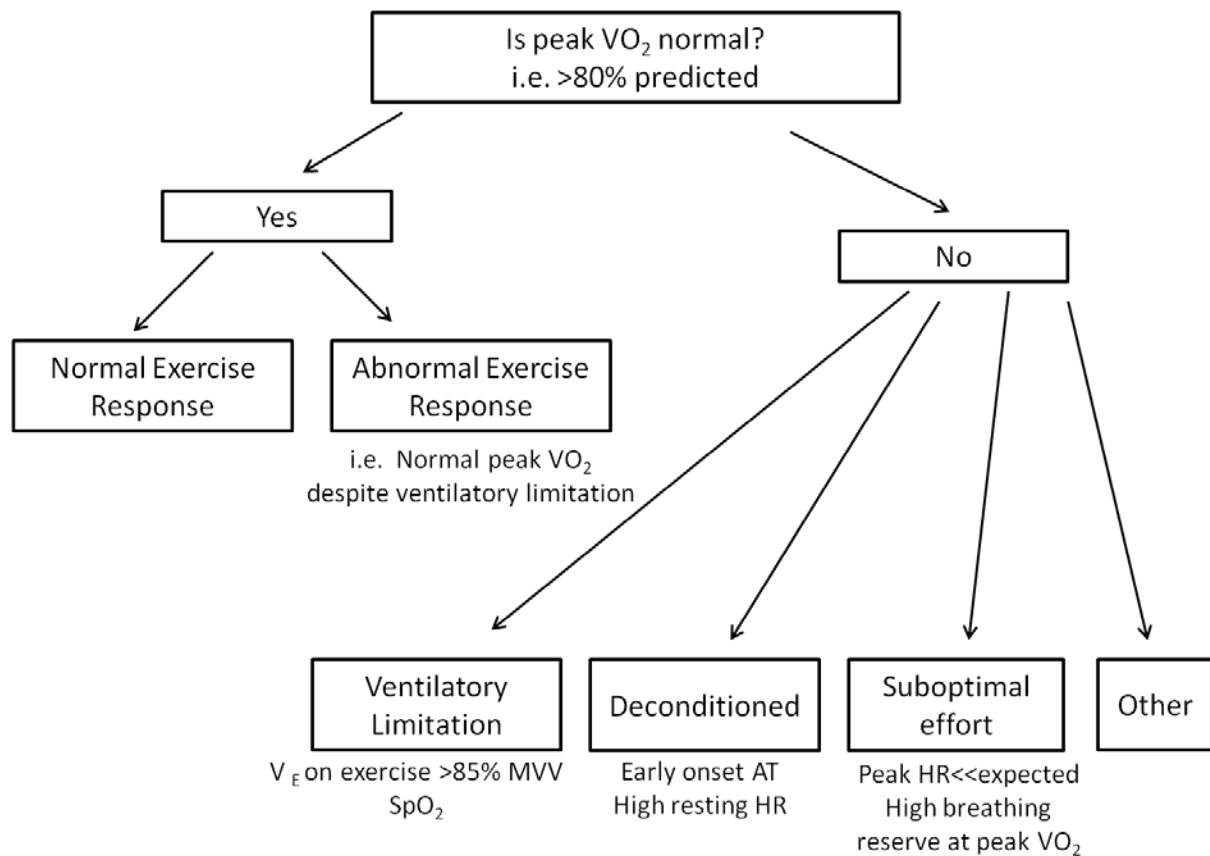 Is peak VO₂ normal?
i.e. >80% predicted
Yes
No
Normal Exercise
Response
Abnormal Exercise
Response
i.e. Normal peak VO₂
despite ventilatory limitation
Ventilatory
Limitation
V E on exercise >85% MVV
SpO₂
Deconditioned
Early onset AT
High resting HR
Suboptimal
effort
Peak HR<<expected
High breathing
reserve at peak VO₂
Other